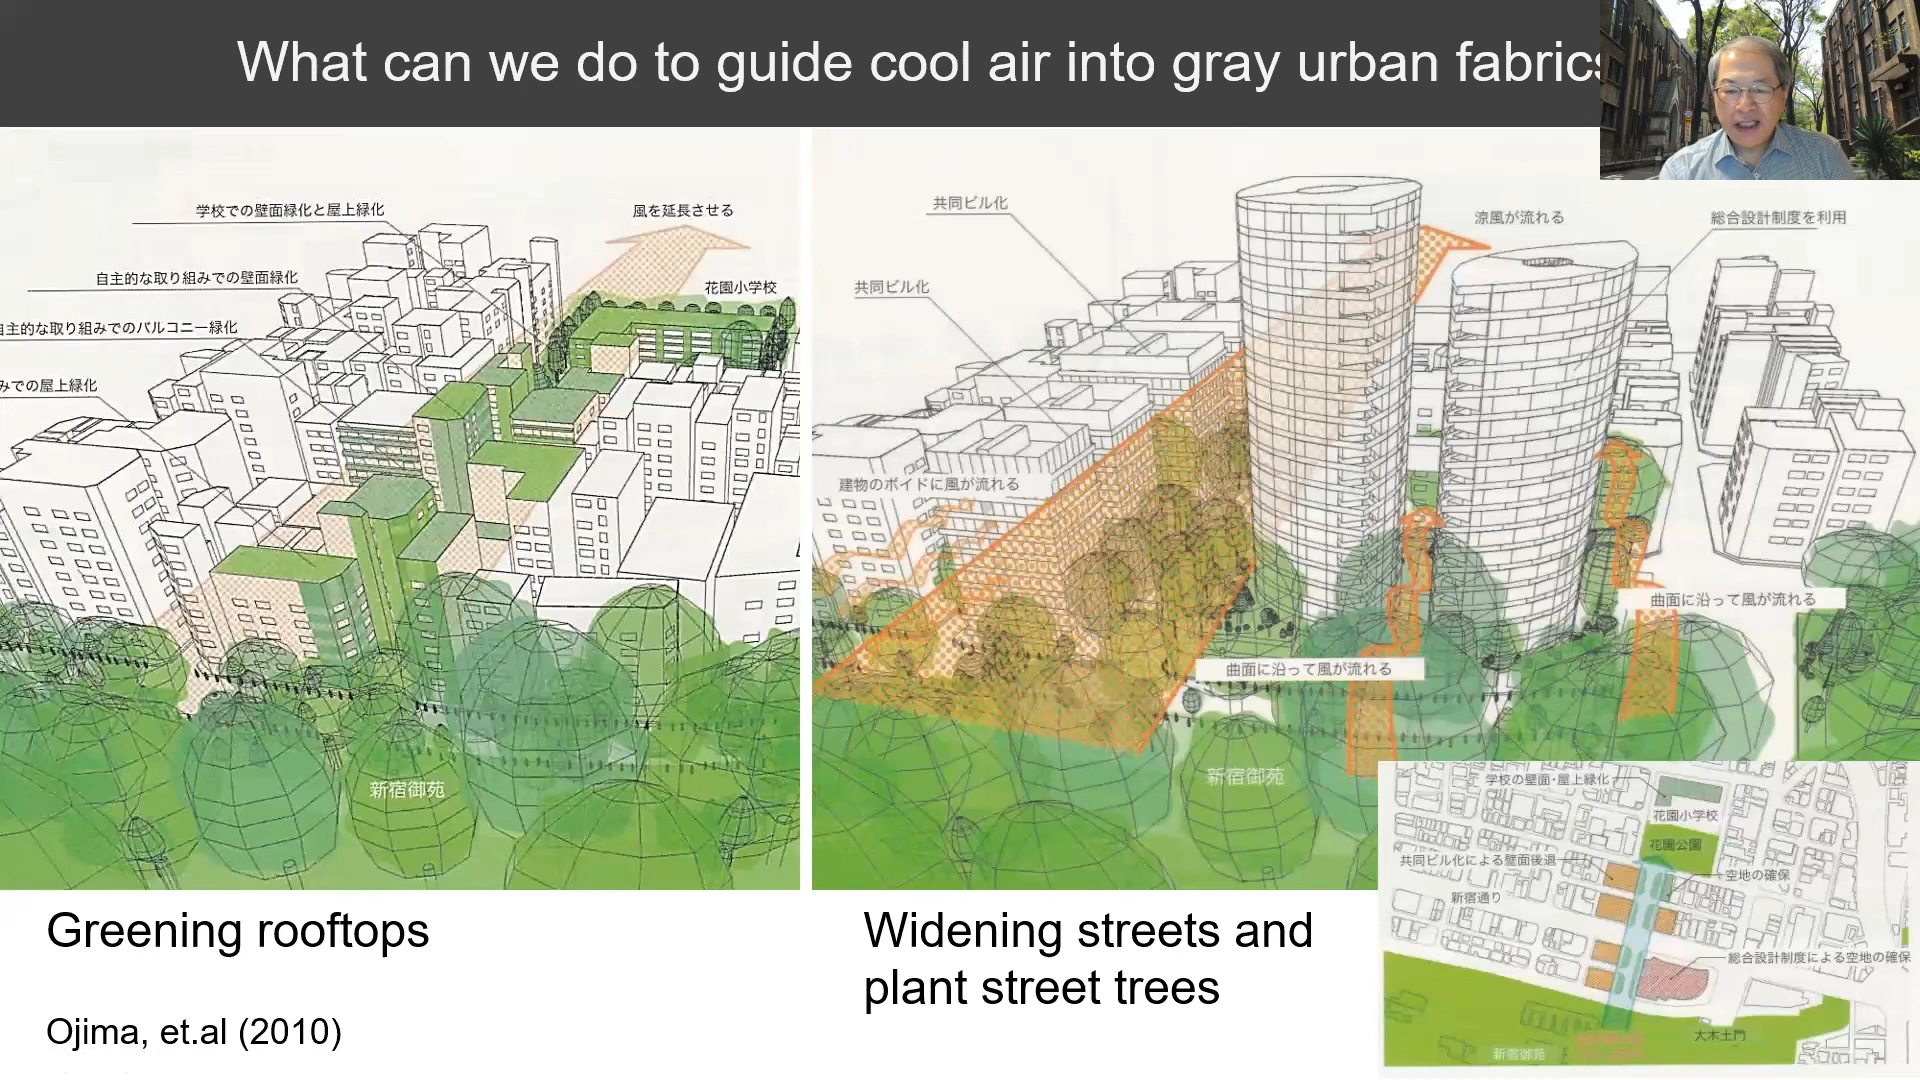 What can we do to guide cool air into gray urban fabrics
学校での壁面緑化と屋上緑化
風を延長させる
自主的な取り組みでの壁面緑化
花園小学校
自主的な取り組みでのバルコニー緑化
みでの屋上緑化
新宿御苑
共同ビル化
涼風が流れる
総合設計制度を利用
共同ビル化
建物のボイドに風が流れる
曲面に沿って風が流れる
曲面に沿って風が流れる
新宿御苑
学校の壁面・屋上緑化
花園小学校
花園公園
共同ビル化による壁面後退
空地の確保
新宿通り
総合設計制度による空地の確保
大木土門
新宿御苑
Greening rooftops
Widening streets and
plant street trees
Ojima, et.al (2010)